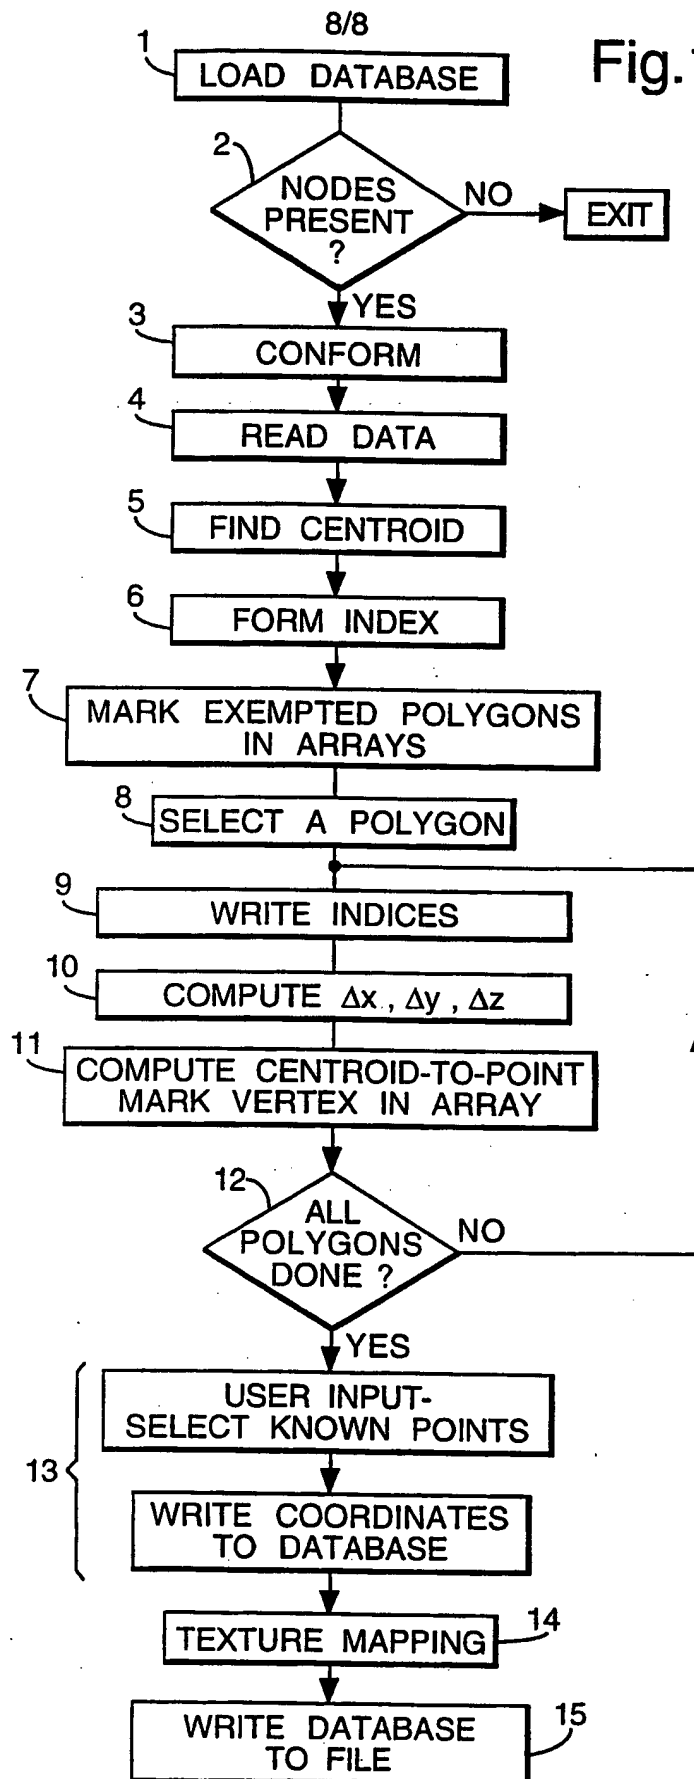 8/8
Fig.
1
LOAD DATABASE
2
NODES
PRESENT
?
NO
EXIT
YES
3
CONFORM
4
READ DATA
5
FIND CENTROID
6
FORM INDEX
7
MARK EXEMPTED POLYGONS
IN ARRAYS
8
SELECT A POLYGON
9
WRITE INDICES
10
COMPUTE Δx, Δy, Δz
11
COMPUTE CENTROID-TO-POINT
MARK VERTEX IN ARRAY
12
ALL
POLYGONS
DONE ?
NO
YES
13
USER INPUT-
SELECT KNOWN POINTS
WRITE COORDINATES
TO DATABASE
TEXTURE MAPPING
14
WRITE DATABASE
TO FILE
15